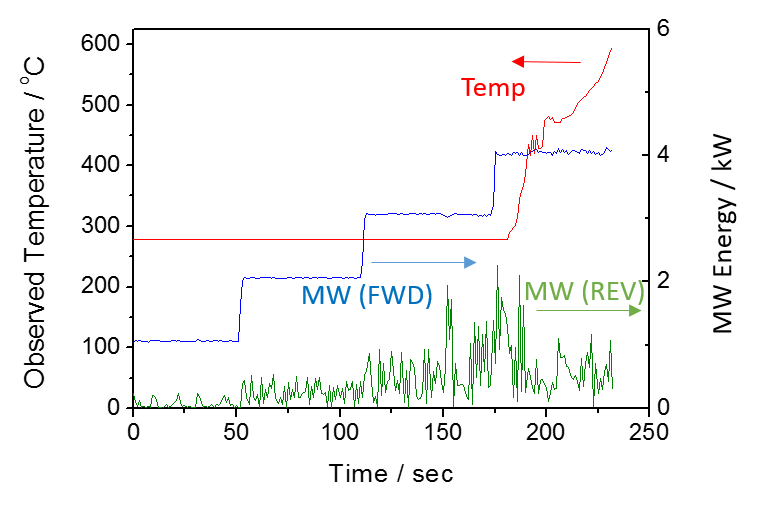 600
500
400
300
200
100
0
Observed Temperature / °C
6
4
2
0
MW Energy / kW
Temp
MW (FWD)
MW (REV)
0
50
100
150
200
250
Time / sec